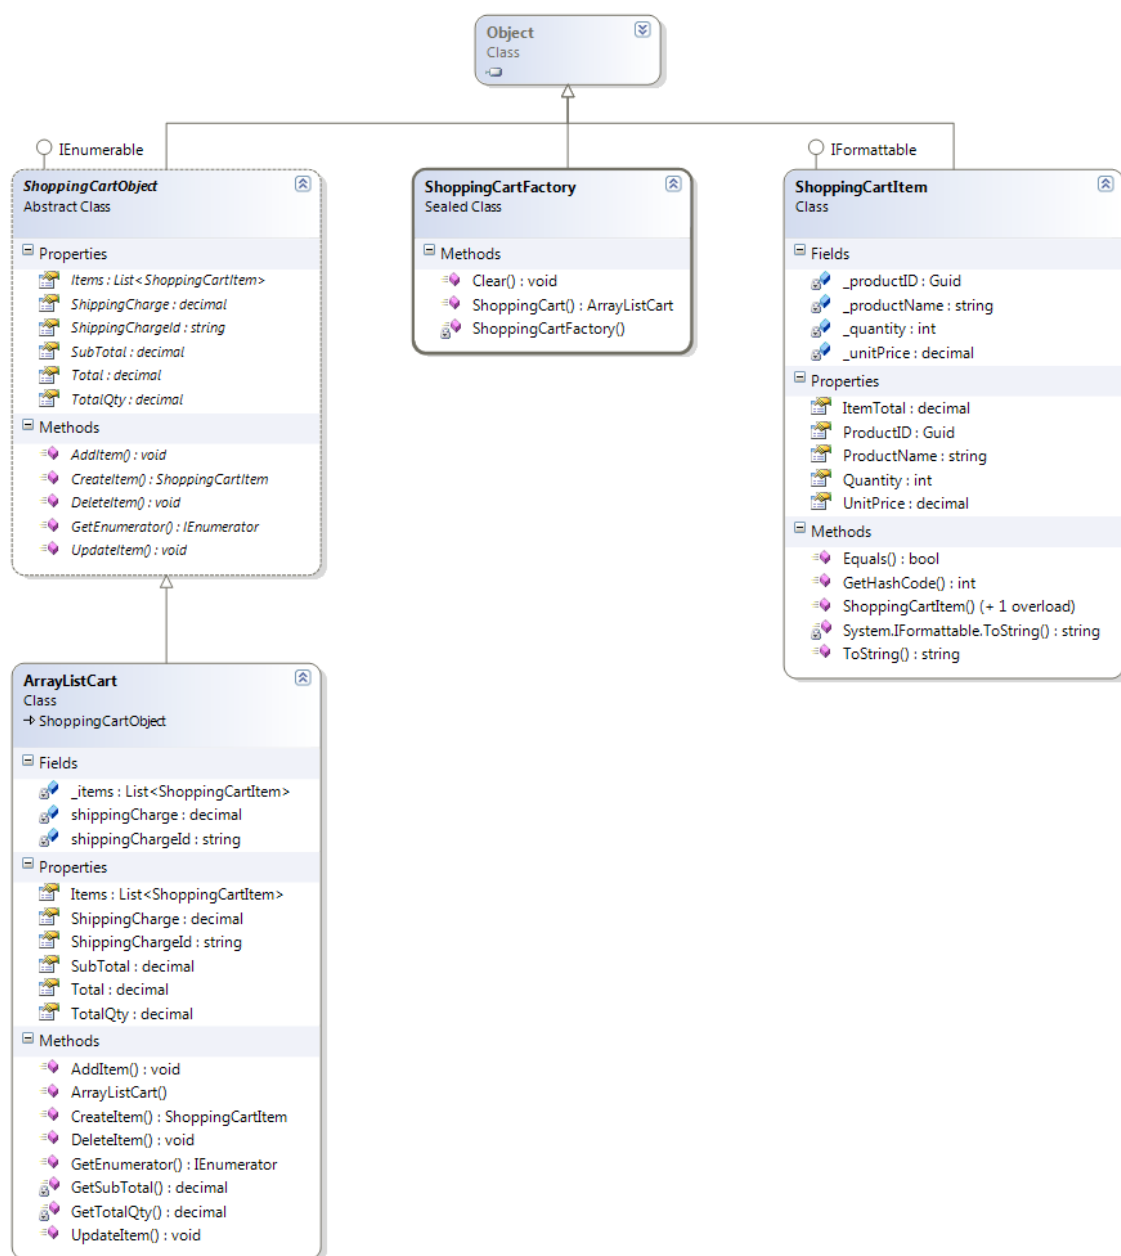 Object
Class
IEnumerable
ShoppingCartObject
Abstract Class
Properties
Items : List<ShoppingCartItem>
ShippingCharge : decimal
ShippingChargeId : string
SubTotal : decimal
Total : decimal
TotalQty : decimal
Methods
AddItem() : void
CreateItem() : ShoppingCartItem
DeleteItem() : void
GetEnumerator() : IEnumerator
UpdateItem() : void
ShoppingCartFactory
Sealed Class
Methods
Clear() : void
ShoppingCart() : ArrayListCart
ShoppingCartFactory()
IFormattable
ShoppingCartItem
Class
Fields
_productID : Guid
_productName : string
_quantity : int
_unitPrice : decimal
Properties
ItemTotal : decimal
ProductID : Guid
ProductName : string
Quantity : int
UnitPrice : decimal
Methods
Equals() : bool
GetHashCode() : int
ShoppingCartItem() (+ 1 overload)
System.IFormattable.ToString() : string
ToString() : string
ArrayListCart
Class
ShoppingCartObject
Fields
_items : List<ShoppingCartItem>
shippingCharge : decimal
shippingChargeId : string
Properties
Items : List<ShoppingCartItem>
ShippingCharge : decimal
ShippingChargeId : string
SubTotal : decimal
Total : decimal
TotalQty : decimal
Methods
AddItem() : void
ArrayListCart()
CreateItem() : ShoppingCartItem
DeleteItem() : void
GetEnumerator() : IEnumerator
GetSubTotal() : decimal
GetTotalQty() : decimal
UpdateItem() : void